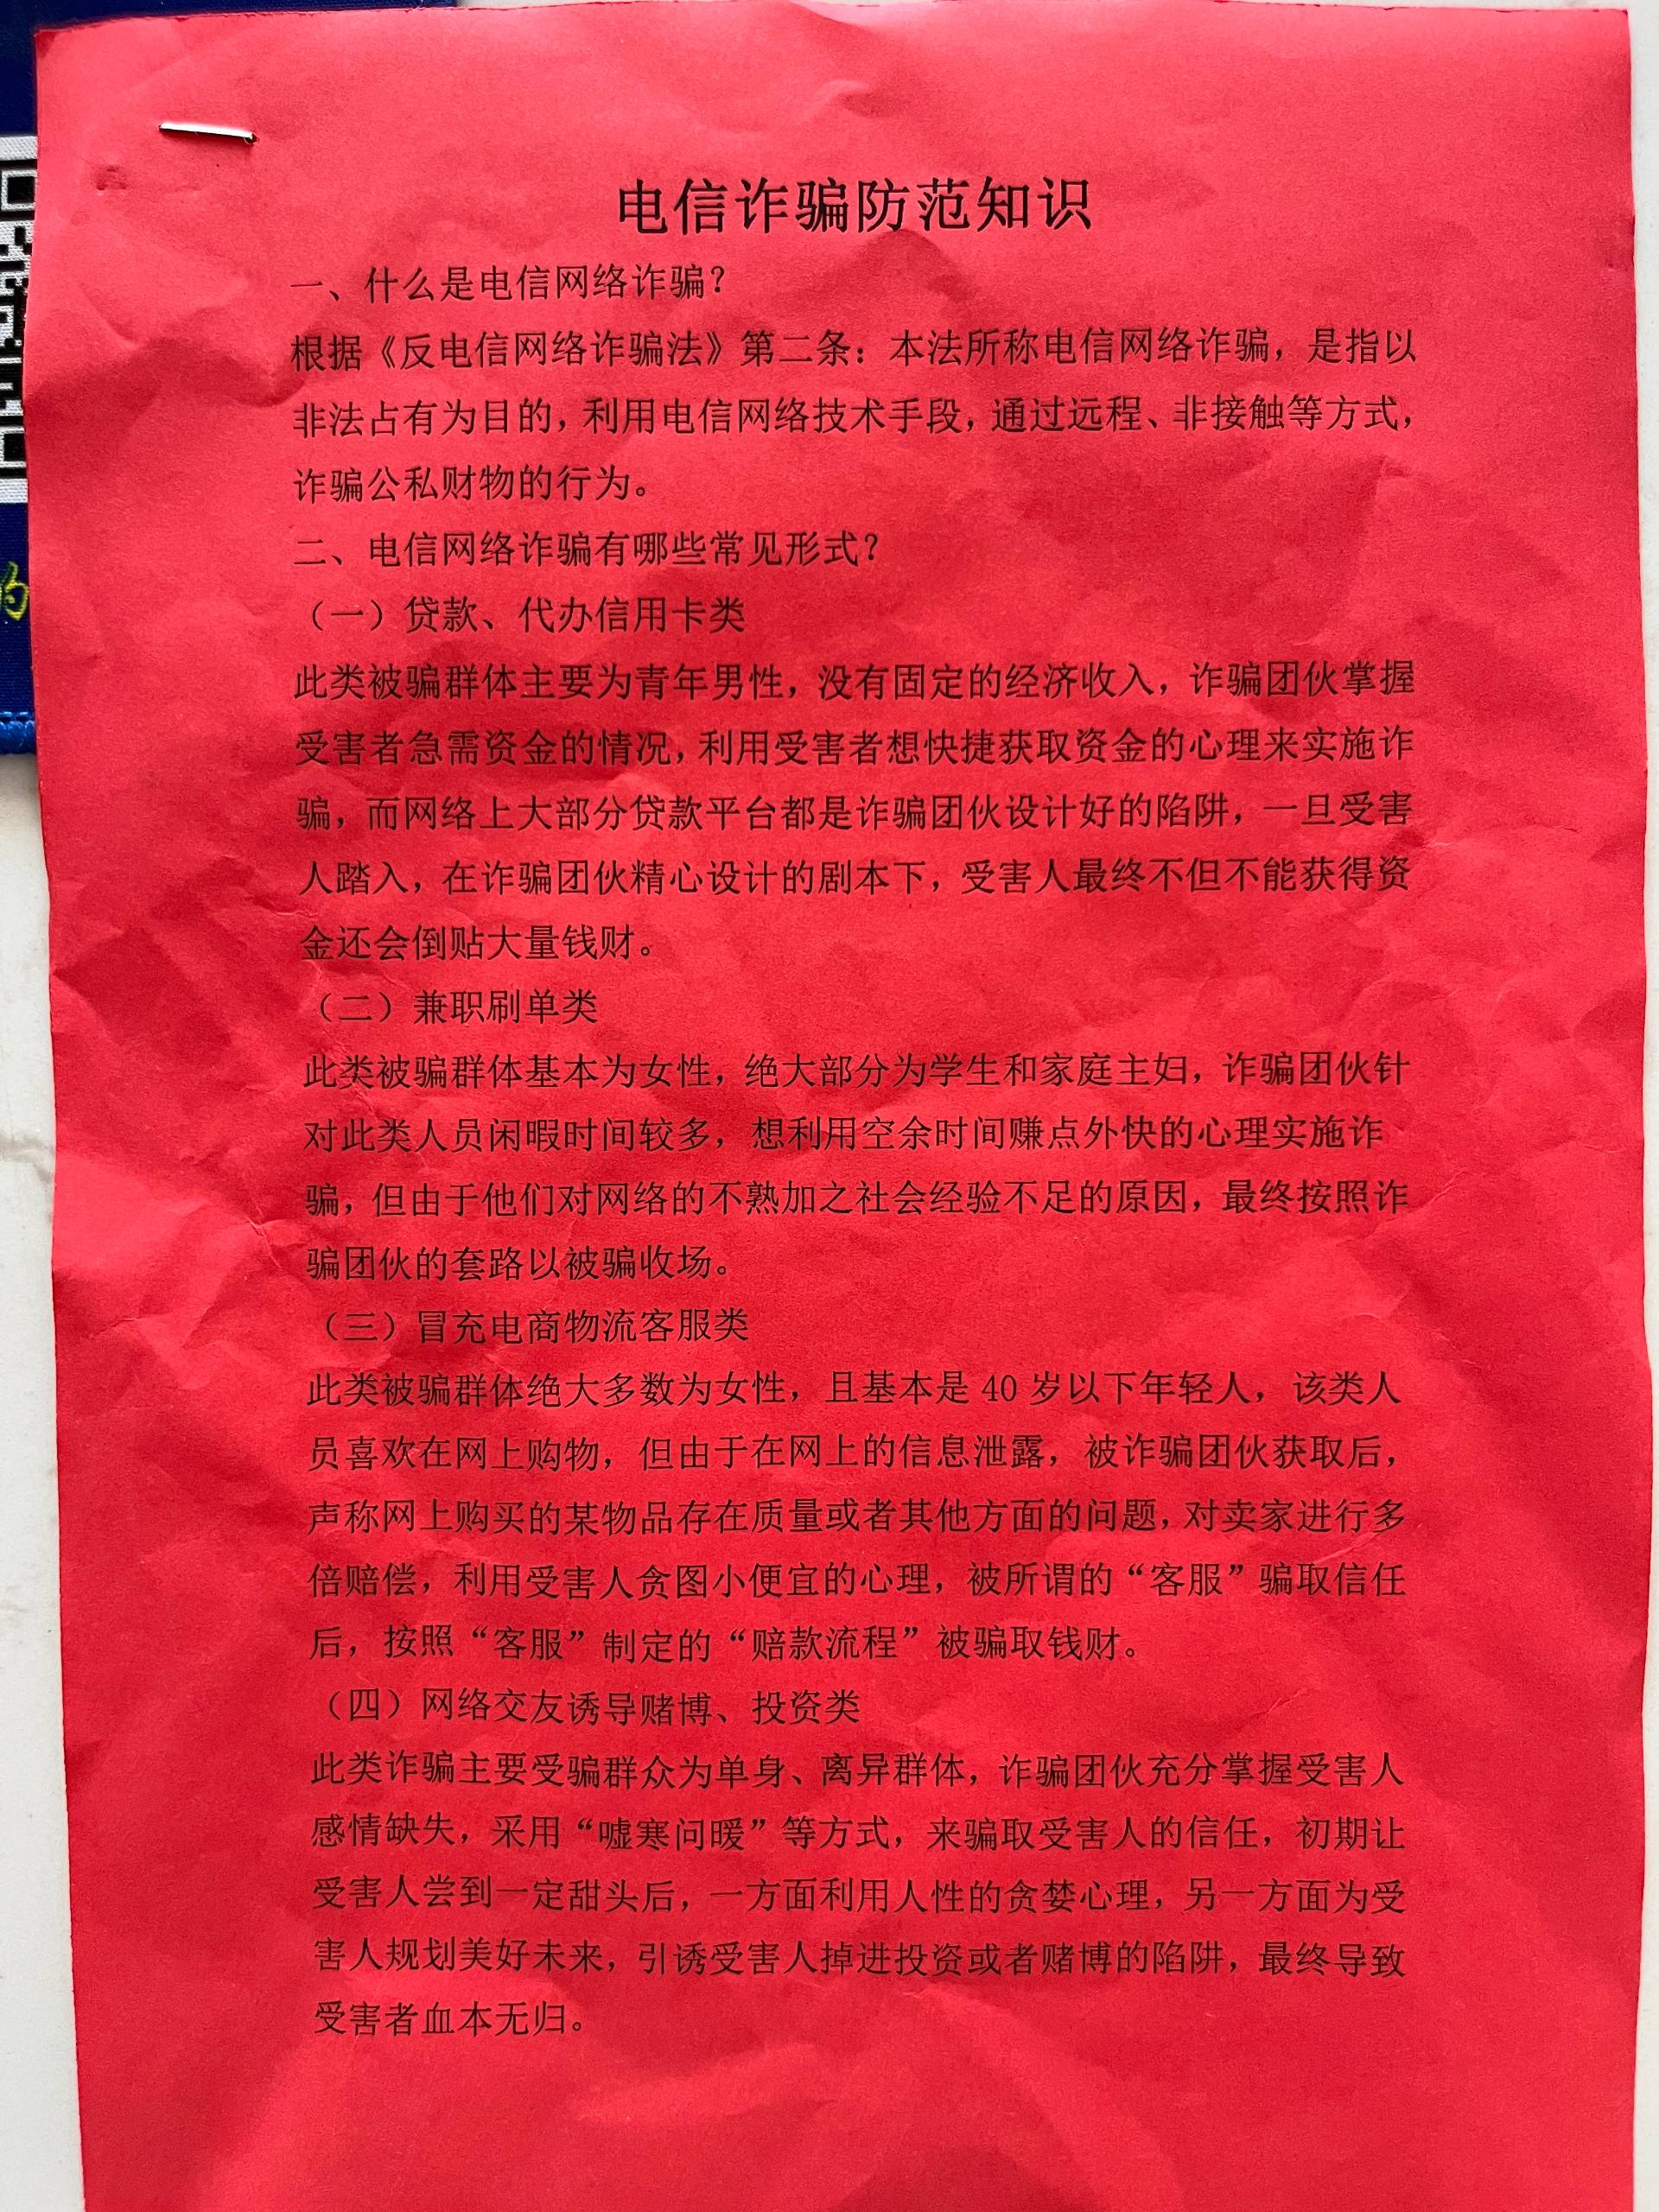 电信诈骗防范知识
一、什么是电信网络诈骗？
根据《反电信网络诈骗法》第二条：本法所称电信网络诈骗，是指以
非法占有为目的，利用电信网络技术手段，通过远程、非接触等方式，
诈骗公私财物的行为。
二、电信网络诈骗有哪些常见形式？
（一）贷款、代办信用卡类
此类被骗群体主要为青年男性，没有固定的经济收入，诈骗团伙掌握
受害者急需资金的情况，利用受害者想快捷获取资金的心理来实施诈
骗，而网络上大部分贷款平台都是诈骗团伙设计好的陷阱，一旦受害
人踏入，在诈骗团伙精心设计的剧本下，受害人最终不但不能获得资
金还会倒贴大量钱财。
（二）兼职刷单类
此类被骗群体基本为女性，绝大部分为学生和家庭主妇，诈骗团伙针
对此类人员闲暇时间较多，想利用空余时间赚点外快的心理实施诈
骗，但由于他们对网络的不熟加之社会经验不足的原因，最终按照诈
骗团伙的套路以被骗收场。
（三）冒充电商物流客服类
此类被骗群体绝大多数为女性，且基本是 40 岁以下年轻人，该类人
员喜欢在网上购物，但由于在网上的信息泄露，被诈骗团伙获取后，
声称网上购买的某物品存在质量或者其他方面的问题，对卖家进行多
倍赔偿，利用受害人贪图小便宜的心理，被所谓的“客服”骗取信任
后，按照“客服”制定的“赔款流程”被骗取钱财。
（四）网络交友诱导赌博、投资类
此类诈骗主要受骗群众为单身、离异群体，诈骗团伙充分掌握受害人
感情缺失，采用“嘘寒问暖”等方式，来骗取受害人的信任，初期让
受害人尝到一定甜头后，一方面利用人性的贪婪心理，另一方面为受
害人规划美好未来，引诱受害人掉进投资或者赌博的陷阱，最终导致
受害者血本无归。
的